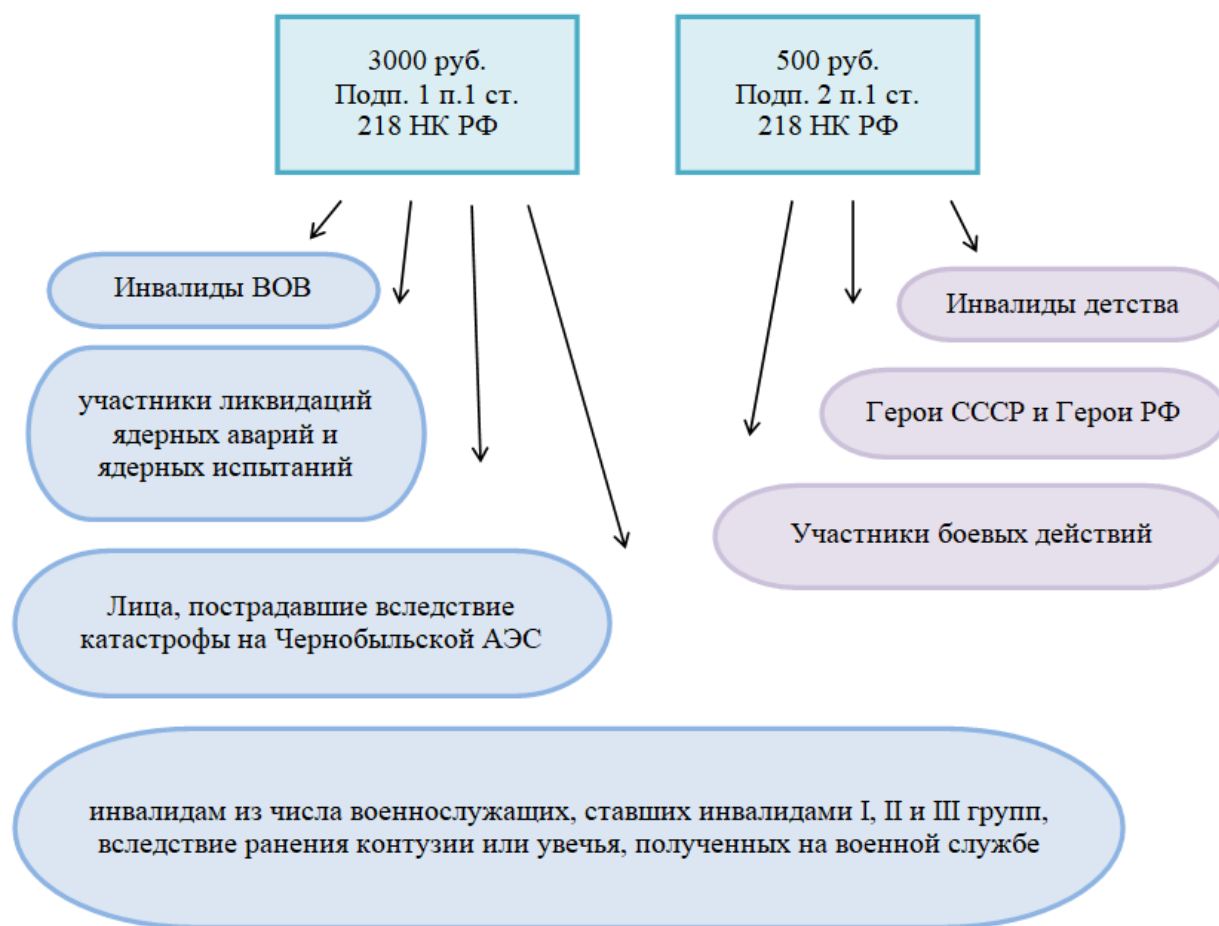 3000 руб.
Подп. 1 п.1 ст.
218 НК РФ
500 руб.
Подп. 2 п.1 ст.
218 НК РФ
Инвалиды ВОВ
Инвалиды детства
участники ликвидаций
ядерных аварий и
ядерных испытаний
Герои СССР и Герои РФ
Участники боевых действий
Лица, пострадавшие вследствие
катастрофы на Чернобыльской АЭС
инвалидам из числа военнослужащих, ставших инвалидами I, II и III групп,
вследствие ранения контузии или увечья, полученных на военной службе